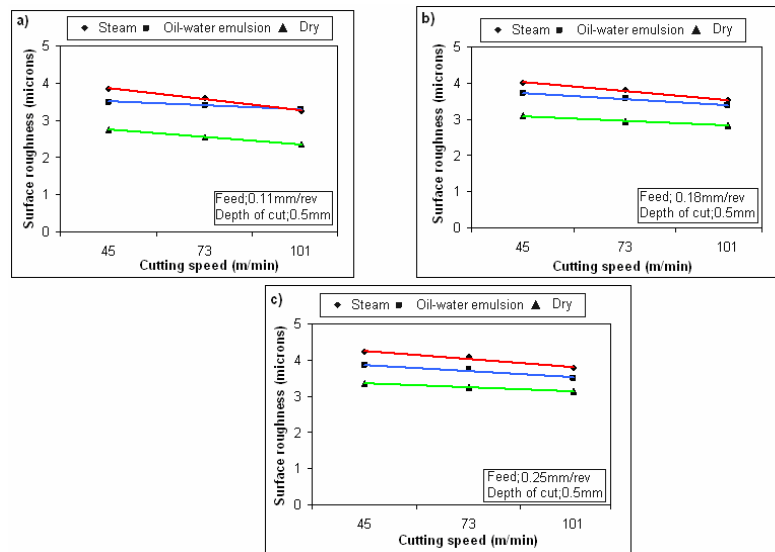 a)
Steam Oil-water emulsion Dry
Surface roughness (microns)
5
4
3
2
1
0
Feed;0.11mm/rev
Depth of cut;0.5mm
45 73 101
Cutting speed (m/min)
b)
Steam Oil-water emulsion Dry
Surface roughness (microns)
5
4
3
2
1
0
Feed; 0.18mm/rev
Depth of cut;0.5mm
45 73 101
Cutting speed (m/min)
c)
Steam Oil-water emulsion Dry
Surface roughness (microns)
5
4
3
2
1
0
Feed;0.25mm/rev
Depth of cut;0.5mm
45 73 101
Cutting speed (m/min)